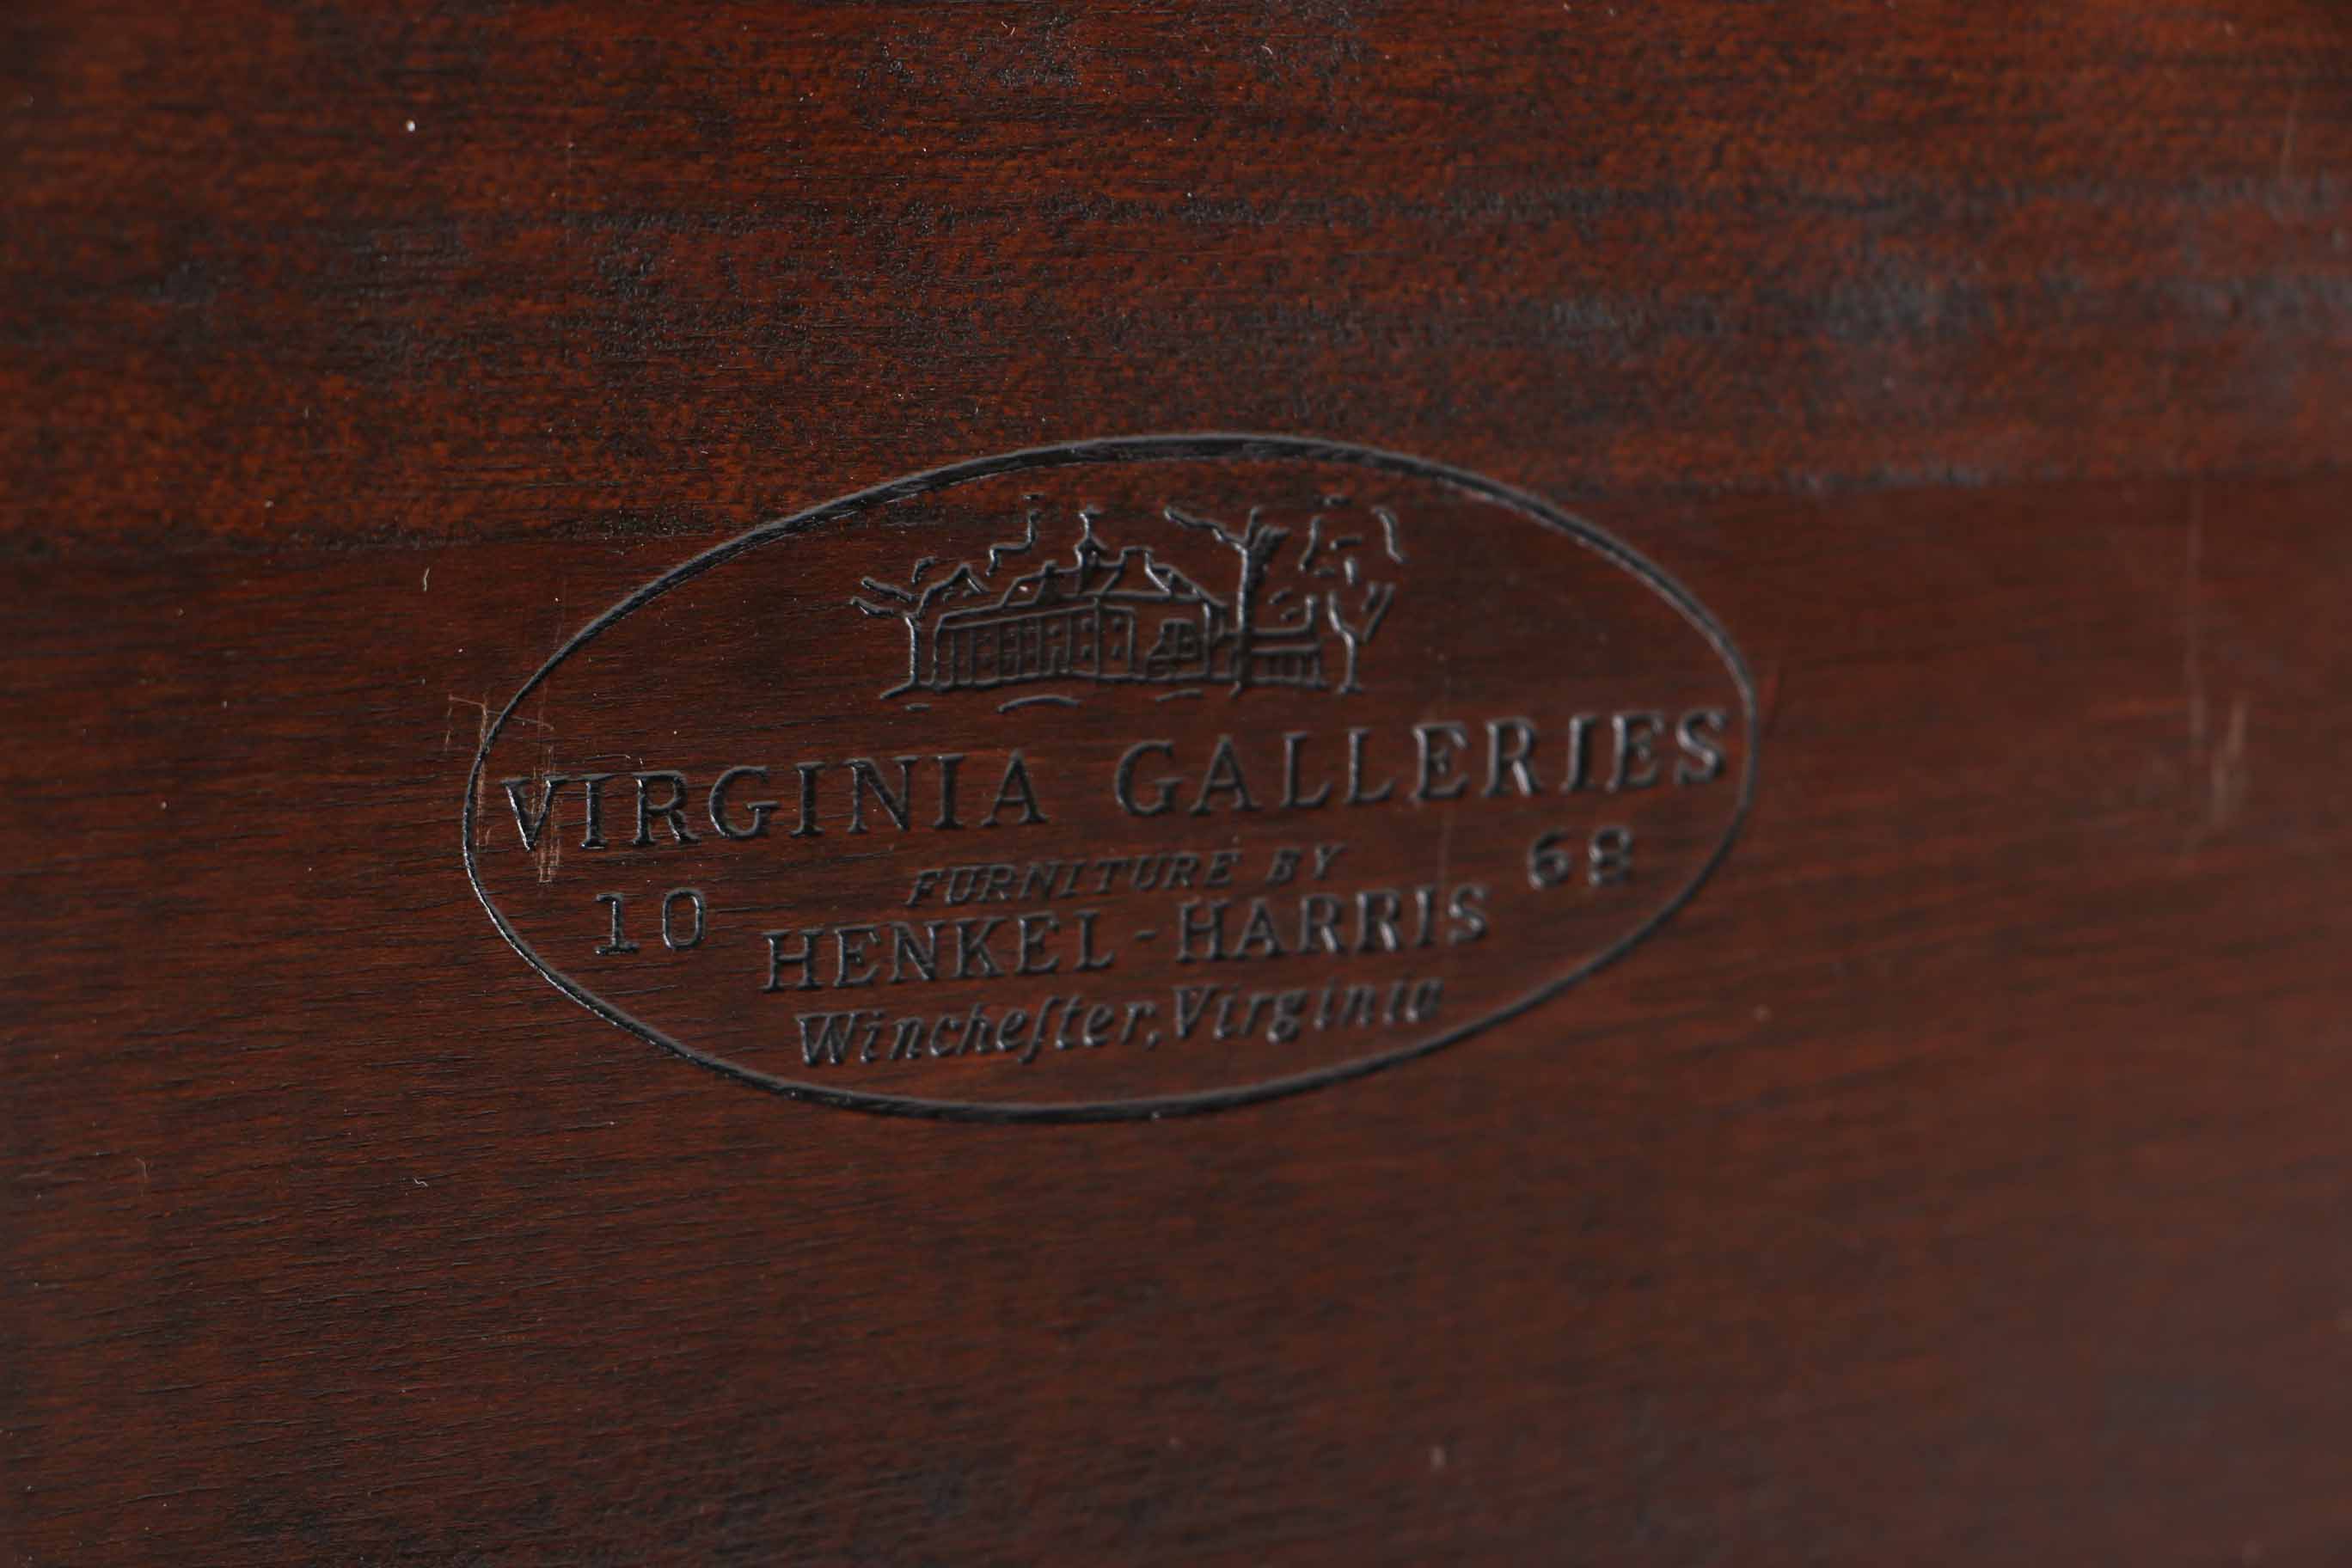 VIRGINIA GALLERIES
FURNITURE BY
10 HENKEL-HARRIS 68
Wincheſter, Virginia